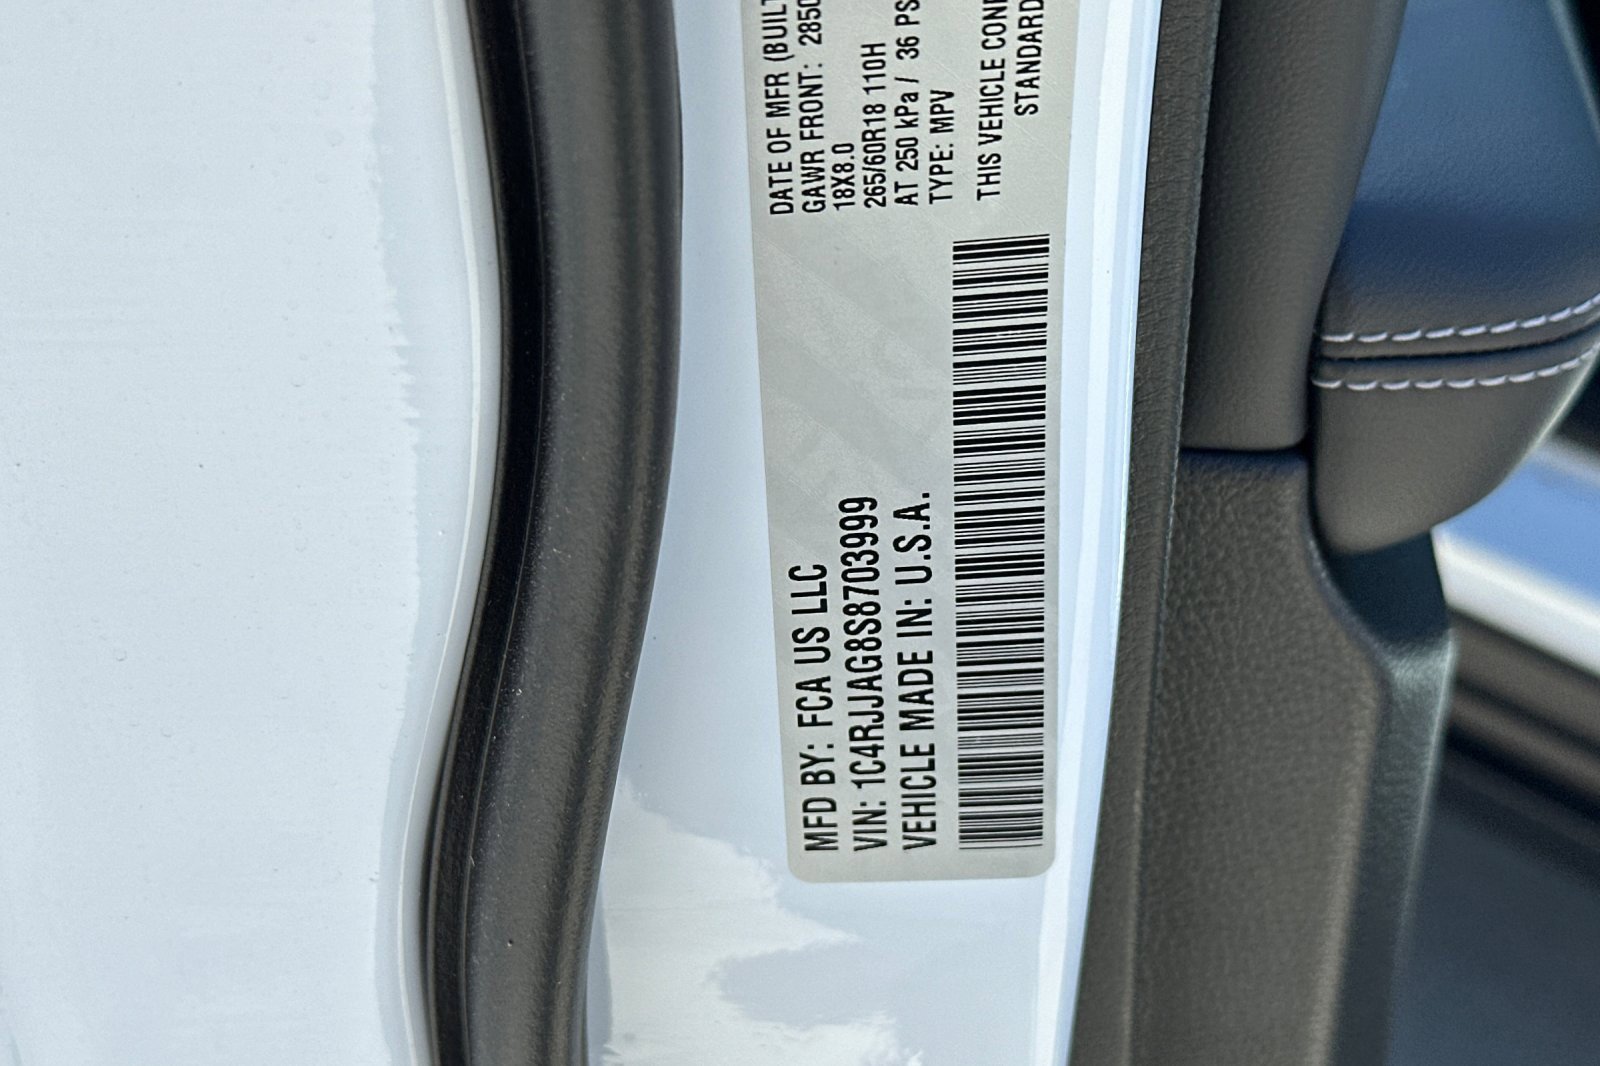 MFD BY: FCA US LLC
VIN: 1C4RJJAG8S8703999
VEHICLE MADE IN: U.S.A.
DATE OF MFR (BUILT
GAWR FRONT: 2850
18X8.0
265/60R18 110H
AT 250 kPa / 36 PS
TYPE: MPV
THIS VEHICLE CON
STANDARD